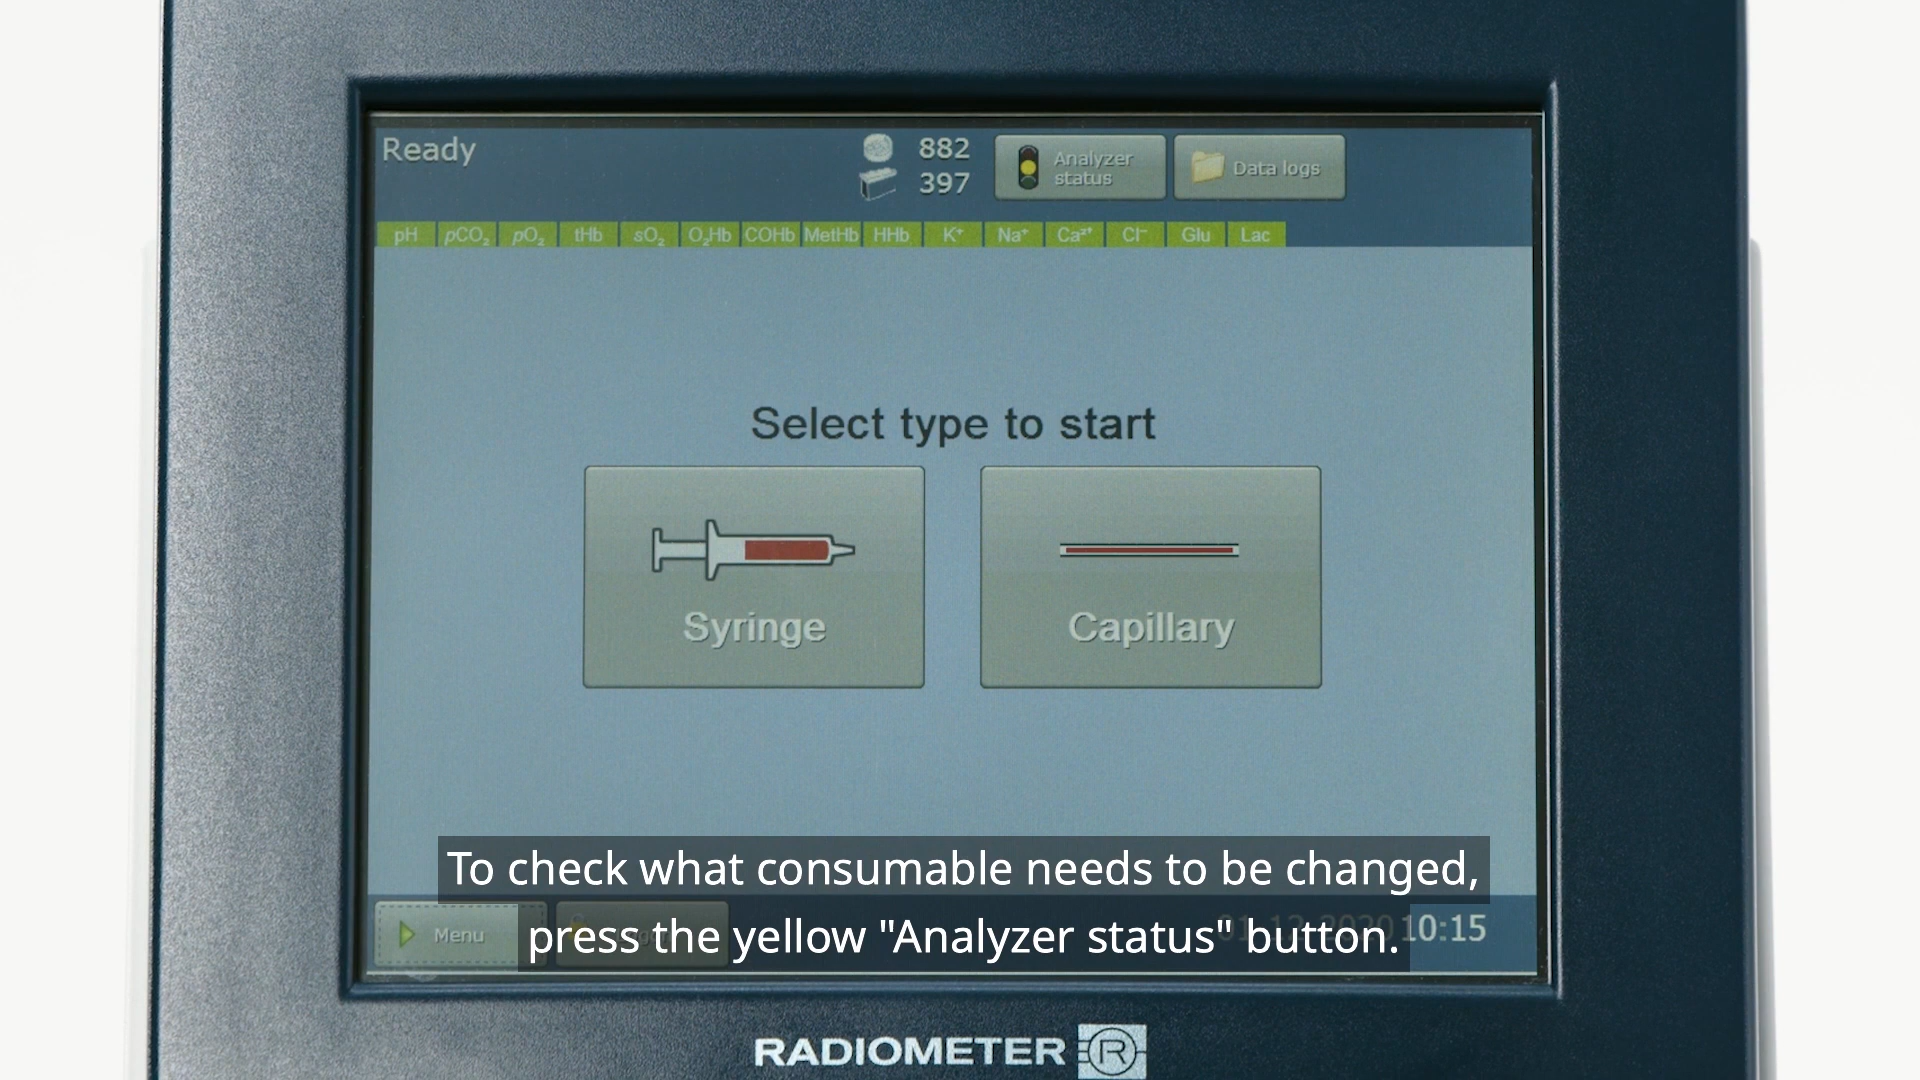 Ready
882
397
Analyzer
status
Data logs
pH pCO₂ pO₂ tHb sO₂ O₂Hb COHb MetHb HHb K⁺ Na⁺ Ca²⁺ Cl⁻ Glu Lac
Select type to start
Syringe
Capillary
To check what consumable needs to be changed,
press the yellow "Analyzer status" button.
Menu
10:15
RADIOMETER R